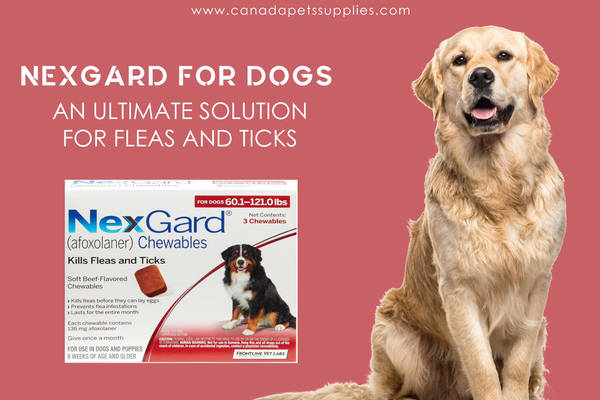 www.canadapetssupplies.com
NEXGARD FOR DOGS
AN ULTIMATE SOLUTION
FOR FLEAS AND TICKS
FOR DOGS 60.1–121.0 lbs
NexGard®
(afoxolaner) Chewables
Net Contents:
3 Chewables
Kills Fleas and Ticks
Soft Beef-Flavored
Chewables
• Kills fleas before they can lay eggs
• Prevents flea infestations
• Lasts for the entire month
Each chewable contains
136 mg afoxolaner
Give once a month
FOR USE IN DOGS AND PUPPIES
8 WEEKS OF AGE AND OLDER
FRONTLINE VET LABS